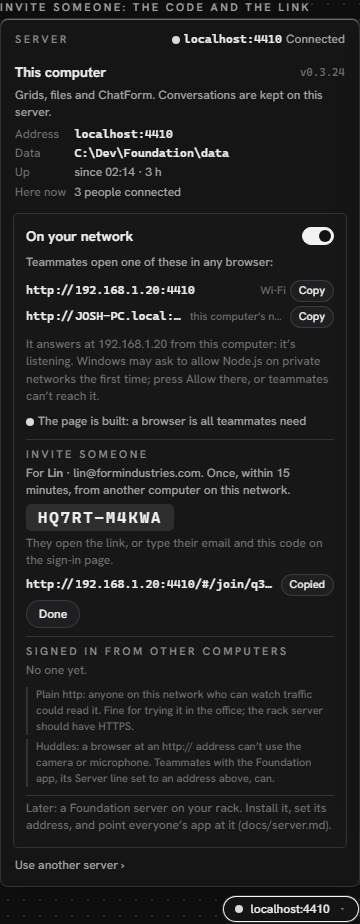 INVITE SOMEONE: THE CODE AND THE LINK
SERVER
localhost:4410 Connected
This computer
v0.3.24
Grids, files and ChatForm. Conversations are kept on this
server.
Address localhost:4410
Data C:\Dev\Foundation\data
Up since 02:14 · 3 h
Here now 3 people connected
On your network
Teammates open one of these in any browser:
http://192.168.1.20:4410 Wi-Fi Copy
http://JOSH-PC.local:… this computer's n… Copy
It answers at 192.168.1.20 from this computer: it's
listening. Windows may ask to allow Node.js on private
networks the first time; press Allow there, or teammates
can't reach it.
The page is built: a browser is all teammates need
INVITE SOMEONE
For Lin · lin@formindustries.com. Once, within 15
minutes, from another computer on this network.
HQ7RT-M4KWA
They open the link, or type their email and this code on
the sign-in page.
http://192.168.1.20:4410/#/join/q3… Copied
Done
SIGNED IN FROM OTHER COMPUTERS
No one yet.
Plain http: anyone on this network who can watch traffic
could read it. Fine for trying it in the office; the rack server
should have HTTPS.
Huddles: a browser at an http:// address can't use the
camera or microphone. Teammates with the Foundation
app, its Server line set to an address above, can.
Later: a Foundation server on your rack. Install it, set its
address, and point everyone's app at it (docs/server.md).
Use another server ›
localhost:4410 -